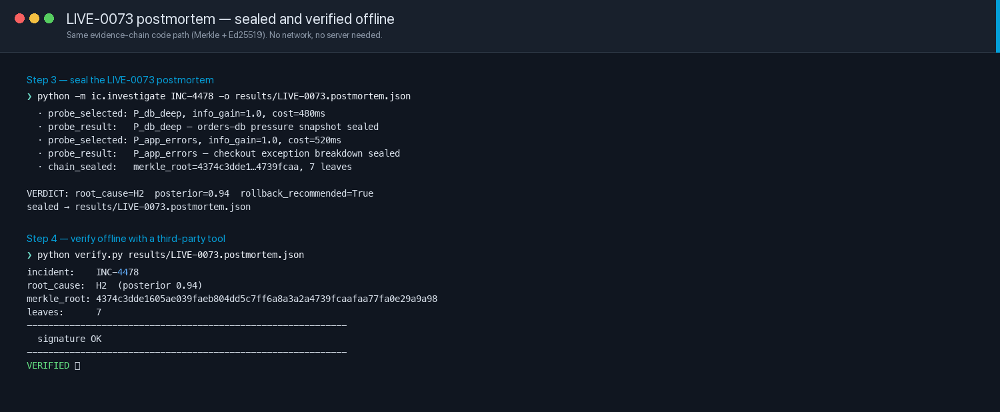 LIVE-0073 postmortem — sealed and verified offline
Same evidence-chain code path (Merkle + Ed25519). No network, no server needed.
Step 3 — seal the LIVE-0073 postmortem
❯ python -m ic.investigate INC-4478 -o results/LIVE-0073.postmortem.json
· probe_selected: P_db_deep, info_gain=1.0, cost=480ms
· probe_result:   P_db_deep — orders-db pressure snapshot sealed
· probe_selected: P_app_errors, info_gain=1.0, cost=520ms
· probe_result:   P_app_errors — checkout exception breakdown sealed
· chain_sealed:   merkle_root=4374c3dde1…4739fcaa, 7 leaves
VERDICT: root_cause=H2  posterior=0.94  rollback_recommended=True
sealed → results/LIVE-0073.postmortem.json
Step 4 — verify offline with a third-party tool
❯ python verify.py results/LIVE-0073.postmortem.json
incident:    INC-4478
root_cause:  H2  (posterior 0.94)
merkle_root: 4374c3dde1605ae039faeb804dd5c7ff6a8a3a2a4739fcaafaa77fa0e29a9a98
leaves:      7
signature OK
VERIFIED